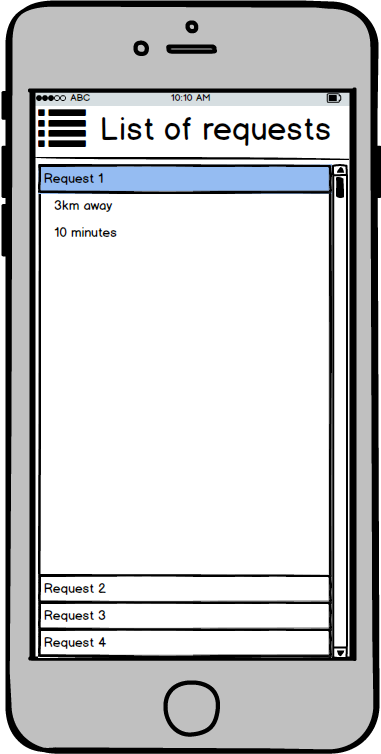 ABC 10:10 AM
List of requests
Request 1
3km away
10 minutes
Request 2
Request 3
Request 4